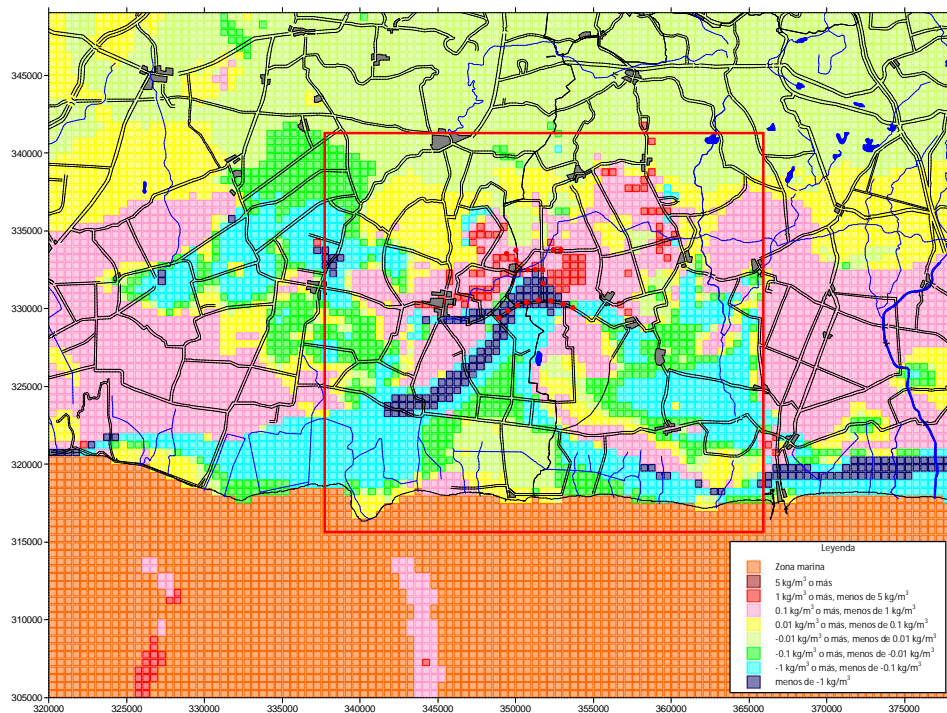 345000
340000
335000
330000
325000
320000
315000
310000
305000
320000 325000 330000 335000 340000 345000 350000 355000 360000 365000 370000 375000
Leyenda
Zona marina
5 kg/m³ o más
1 kg/m³ o más, menos de 5 kg/m³
0.1 kg/m³ o más, menos de 1 kg/m³
0.01 kg/m³ o más, menos de 0.1 kg/m³
-0.01 kg/m³ o más, menos de 0.01 kg/m³
-0.1 kg/m³ o más, menos de -0.01 kg/m³
-1 kg/m³ o más, menos de -0.1 kg/m³
menos de -1 kg/m³